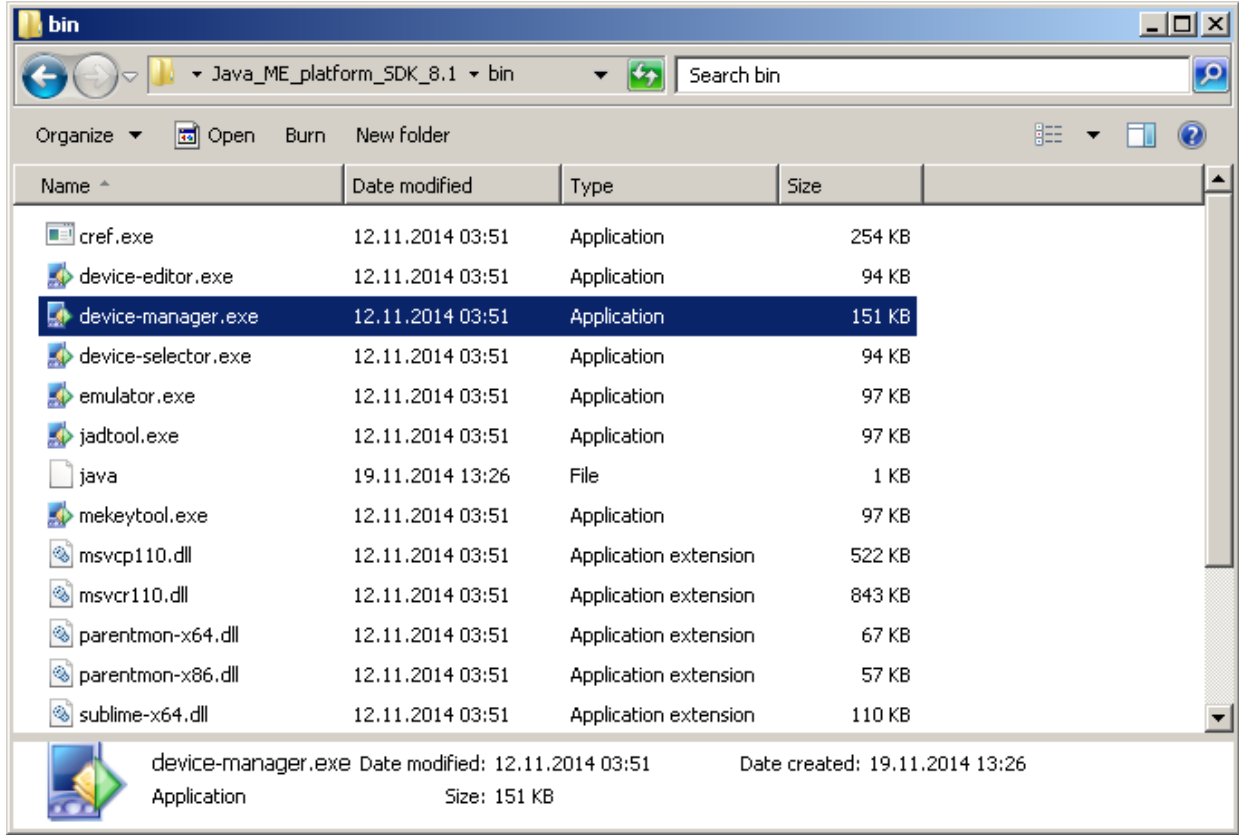 bin
Java_ME_platform_SDK_8.1 bin Search bin
Organize Open Burn New folder
Name Date modified Type Size
cref.exe 12.11.2014 03:51 Application 254 KB
device-editor.exe 12.11.2014 03:51 Application 94 KB
device-manager.exe 12.11.2014 03:51 Application 151 KB
device-selector.exe 12.11.2014 03:51 Application 94 KB
emulator.exe 12.11.2014 03:51 Application 97 KB
jadtool.exe 12.11.2014 03:51 Application 97 KB
java 19.11.2014 13:26 File 1 KB
mekeytool.exe 12.11.2014 03:51 Application 97 KB
msvcp110.dll 12.11.2014 03:51 Application extension 522 KB
msvcr110.dll 12.11.2014 03:51 Application extension 843 KB
parentmon-x64.dll 12.11.2014 03:51 Application extension 67 KB
parentmon-x86.dll 12.11.2014 03:51 Application extension 57 KB
sublime-x64.dll 12.11.2014 03:51 Application extension 110 KB
device-manager.exe Date modified: 12.11.2014 03:51 Date created: 19.11.2014 13:26
Application Size: 151 KB